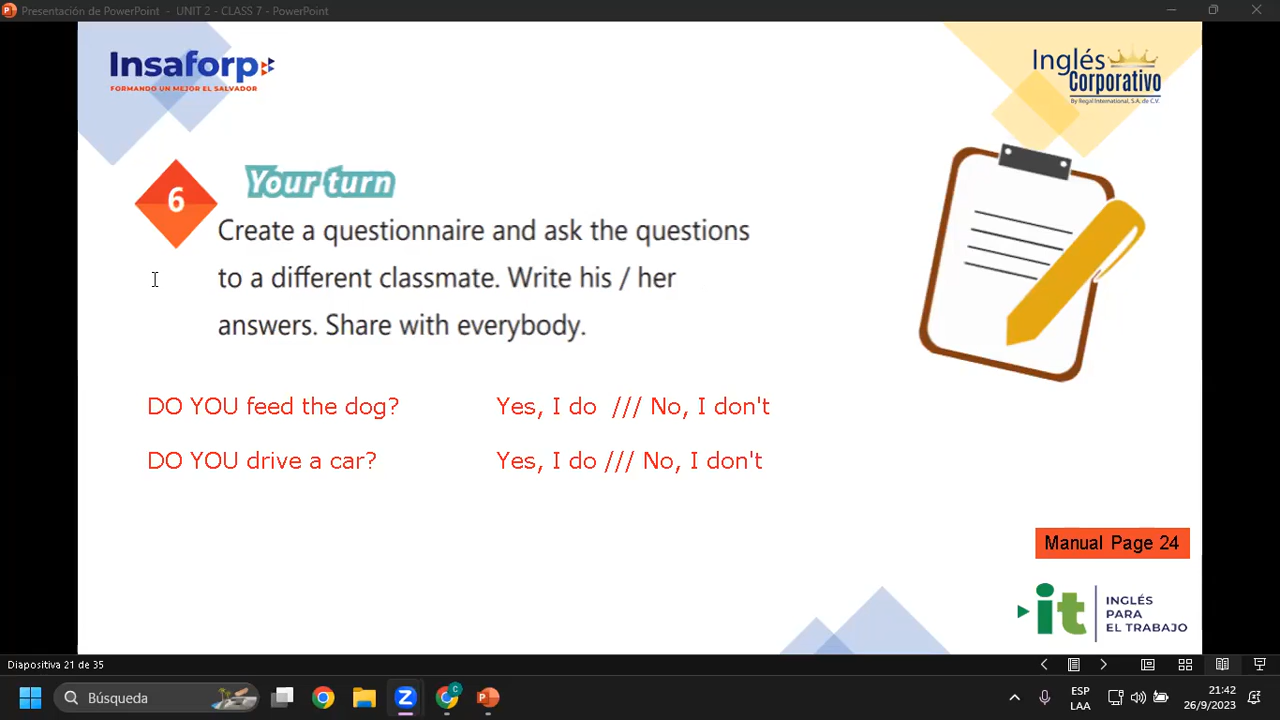 Presentación de PowerPoint - UNIT 2 - CLASS 7 - PowerPoint
Insaforp
FORMANDO UN MEJOR EL SALVADOR
Inglés
Corporativo
By Regal International, S.A. de C.V.
6
Your turn
Create a questionnaire and ask the questions
to a different classmate. Write his / her
answers. Share with everybody.
DO YOU feed the dog? Yes, I do /// No, I don't
DO YOU drive a car? Yes, I do /// No, I don't
Manual Page 24
it
INGLÉS
PARA
EL TRABAJO
Diapositiva 21 de 35
Búsqueda
ESP
LAA
21:42
26/9/2023